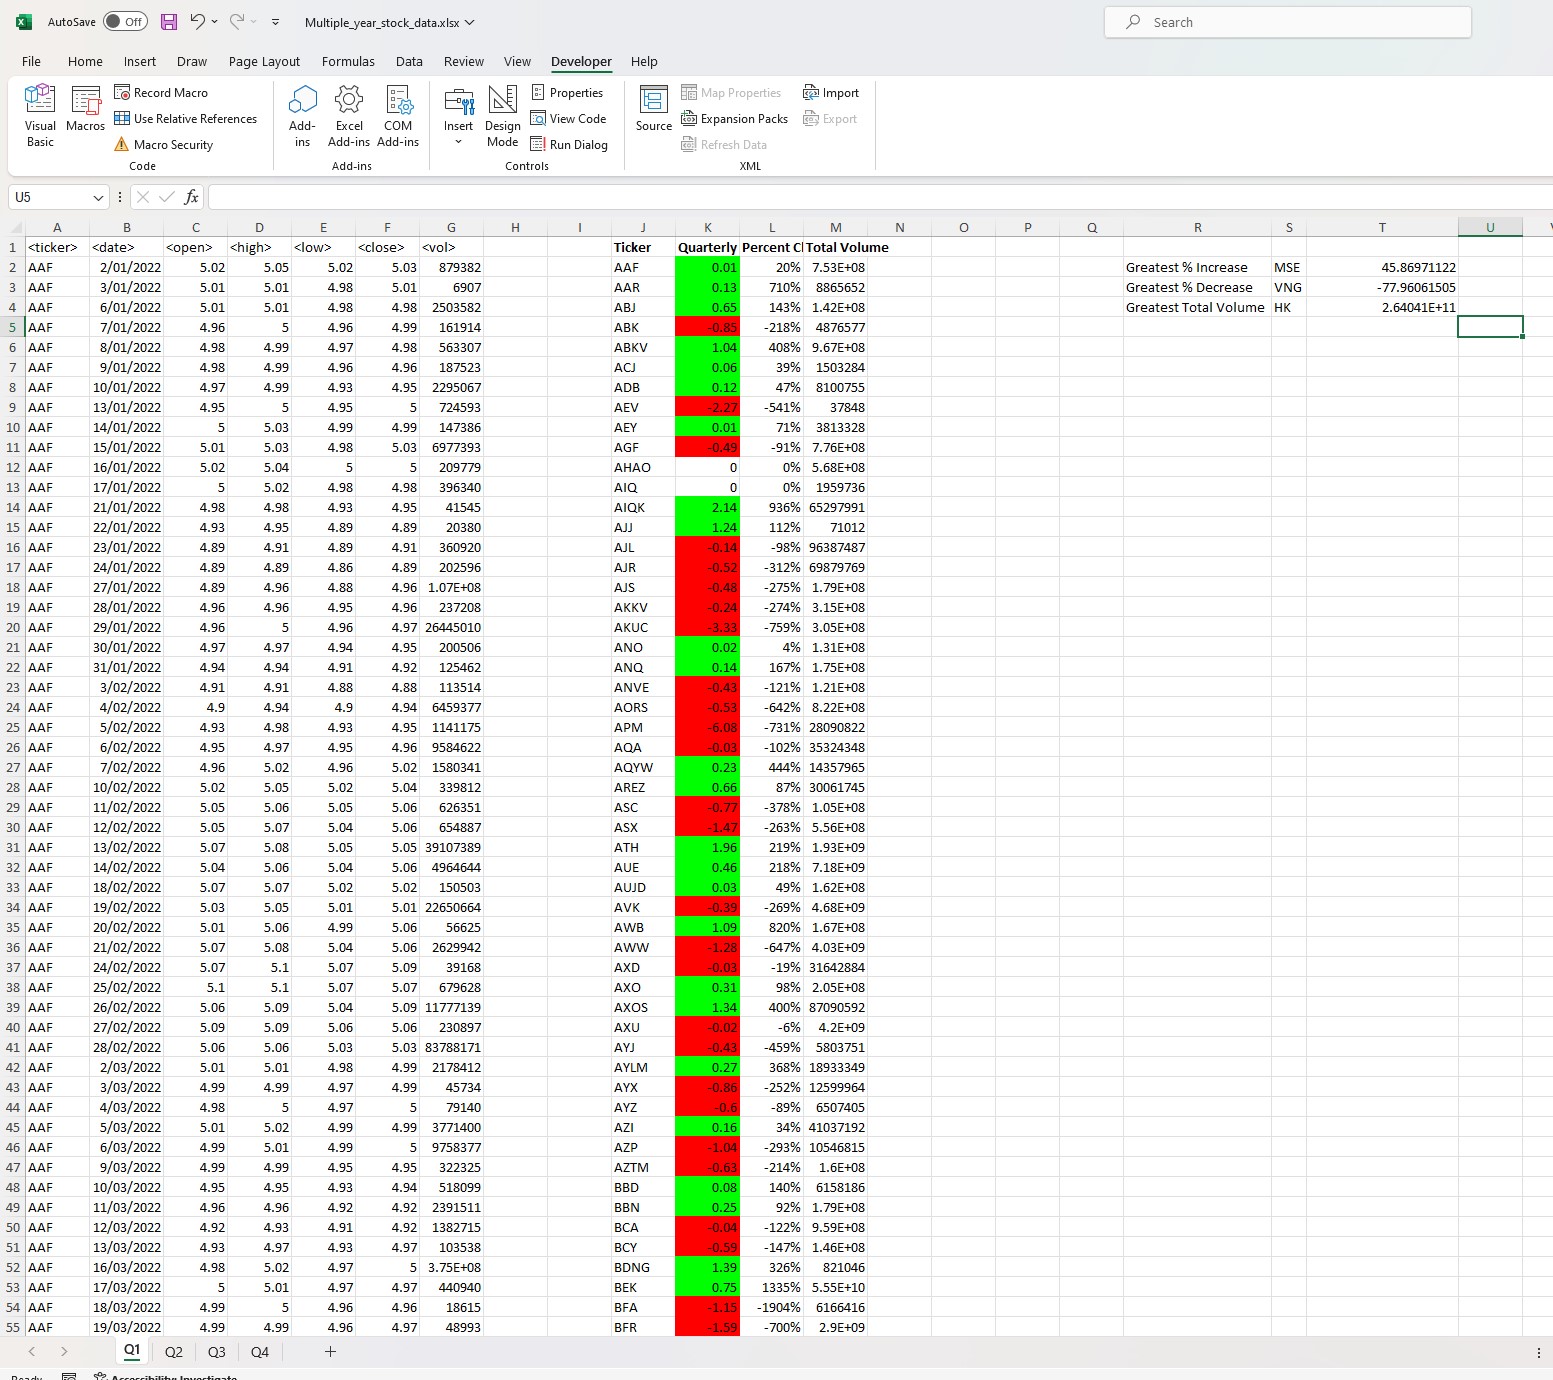 AutoSave Off Multiple_year_stock_data.xlsx Search
File Home Insert Draw Page Layout Formulas Data Review View Developer Help
Visual Basic
Macros
Record Macro
Use Relative References
Macro Security
Code
Add-ins
Excel Add-ins
COM Add-ins
Add-ins
Insert
Design Mode
Properties
View Code
Run Dialog
Controls
Source
Map Properties
Expansion Packs
Refresh Data
Import
Export
XML
U5 fx
A B C D E F G H I J K L M N O P Q R S T U
1 <ticker> <date> <open> <high> <low> <close> <vol> Ticker Quarterly Percent Cl Total Volume
2 AAF 2/01/2022 5.02 5.05 5.02 5.03 879382 AAF 0.01 20% 7.53E+08 Greatest % Increase MSE 45.86971122
3 AAF 3/01/2022 5.01 5.01 4.98 5.01 6907 AAR 0.13 710% 8865652 Greatest % Decrease VNG -77.96061505
4 AAF 6/01/2022 5.01 5.01 4.98 4.98 2503582 ABJ 0.65 143% 1.42E+08 Greatest Total Volume HK 2.64041E+11
5 AAF 7/01/2022 4.96 5 4.96 4.99 161914 ABK -0.85 -218% 4876577
6 AAF 8/01/2022 4.98 4.99 4.97 4.98 563307 ABKV 1.04 408% 9.67E+08
7 AAF 9/01/2022 4.98 4.99 4.96 4.96 187523 ACJ 0.06 39% 1503284
8 AAF 10/01/2022 4.97 4.99 4.93 4.95 2295067 ADB 0.12 47% 8100755
9 AAF 13/01/2022 4.95 5 4.95 5 724593 AEV -2.27 -541% 37848
10 AAF 14/01/2022 5 5.03 4.99 4.99 147386 AEY 0.01 71% 3813328
11 AAF 15/01/2022 5.01 5.03 4.98 5.03 6977393 AGF -0.49 -91% 7.76E+08
12 AAF 16/01/2022 5.02 5.04 5 5 209779 AHAO 0 0% 5.68E+08
13 AAF 17/01/2022 5 5.02 4.98 4.98 396340 AIQ 0 0% 1959736
14 AAF 21/01/2022 4.98 4.98 4.93 4.95 41545 AIQK 2.14 936% 65297991
15 AAF 22/01/2022 4.93 4.95 4.89 4.89 20380 AJJ 1.24 112% 71012
16 AAF 23/01/2022 4.89 4.91 4.89 4.91 360920 AJL -0.14 -98% 96387487
17 AAF 24/01/2022 4.89 4.89 4.86 4.89 202596 AJR -0.52 -312% 69879769
18 AAF 27/01/2022 4.89 4.96 4.88 4.96 1.07E+08 AJS -0.48 -275% 1.79E+08
19 AAF 28/01/2022 4.96 4.96 4.95 4.96 237208 AKKV -0.24 -274% 3.15E+08
20 AAF 29/01/2022 4.96 5 4.96 4.97 26445010 AKUC -3.33 -759% 3.05E+08
21 AAF 30/01/2022 4.97 4.97 4.94 4.95 200506 ANO 0.02 4% 1.31E+08
22 AAF 31/01/2022 4.94 4.94 4.91 4.92 125462 ANQ 0.14 167% 1.75E+08
23 AAF 3/02/2022 4.91 4.91 4.88 4.88 113514 ANVE -0.43 -121% 1.21E+08
24 AAF 4/02/2022 4.9 4.94 4.9 4.94 6459377 AORS -0.53 -642% 8.22E+08
25 AAF 5/02/2022 4.93 4.98 4.93 4.95 1141175 APM -6.08 -731% 28090822
26 AAF 6/02/2022 4.95 4.97 4.95 4.96 9584622 AQA -0.03 -102% 35324348
27 AAF 7/02/2022 4.96 5.02 4.96 5.02 1580341 AQYW 0.23 444% 14357965
28 AAF 10/02/2022 5.02 5.05 5.02 5.04 339812 AREZ 0.66 87% 30061745
29 AAF 11/02/2022 5.05 5.06 5.05 5.06 626351 ASC -0.77 -378% 1.05E+08
30 AAF 12/02/2022 5.05 5.07 5.04 5.06 654887 ASX -1.47 -263% 5.56E+08
31 AAF 13/02/2022 5.07 5.08 5.05 5.05 39107389 ATH 1.96 219% 1.93E+09
32 AAF 14/02/2022 5.04 5.06 5.04 5.06 4964644 AUE 0.46 218% 7.18E+09
33 AAF 18/02/2022 5.07 5.07 5.02 5.02 150503 AUJD 0.03 49% 1.62E+08
34 AAF 19/02/2022 5.03 5.05 5.01 5.01 22650664 AVK -0.39 -269% 4.68E+09
35 AAF 20/02/2022 5.01 5.06 4.99 5.06 56625 AWB 1.09 820% 1.67E+08
36 AAF 21/02/2022 5.07 5.08 5.04 5.06 2629942 AWW -1.28 -647% 4.03E+09
37 AAF 24/02/2022 5.07 5.1 5.07 5.09 39168 AXD -0.03 -19% 31642884
38 AAF 25/02/2022 5.1 5.1 5.07 5.07 679628 AXO 0.31 98% 2.05E+08
39 AAF 26/02/2022 5.06 5.09 5.04 5.09 11777139 AXOS 1.34 400% 87090592
40 AAF 27/02/2022 5.09 5.09 5.06 5.06 230897 AXU -0.02 -6% 4.2E+09
41 AAF 28/02/2022 5.06 5.06 5.03 5.03 83788171 AYJ -0.43 -459% 5803751
42 AAF 2/03/2022 5.01 5.01 4.98 4.99 2178412 AYLM 0.27 368% 18933349
43 AAF 3/03/2022 4.99 4.99 4.97 4.99 45734 AYX -0.86 -252% 12599964
44 AAF 4/03/2022 4.98 5 4.97 5 79140 AYZ -0.6 -89% 6507405
45 AAF 5/03/2022 5.01 5.02 4.99 4.99 3771400 AZI 0.16 34% 41037192
46 AAF 6/03/2022 4.99 5.01 4.99 5 9758377 AZP -1.04 -293% 10546815
47 AAF 9/03/2022 4.99 4.99 4.95 4.95 322325 AZTM -0.63 -214% 1.6E+08
48 AAF 10/03/2022 4.95 4.95 4.93 4.94 518099 BBD 0.08 140% 6158186
49 AAF 11/03/2022 4.96 4.96 4.92 4.92 2391511 BBN 0.25 92% 1.79E+08
50 AAF 12/03/2022 4.92 4.93 4.91 4.92 1382715 BCA -0.04 -122% 9.59E+08
51 AAF 13/03/2022 4.93 4.97 4.93 4.97 103538 BCY -0.59 -147% 1.46E+08
52 AAF 16/03/2022 4.98 5.02 4.97 5 3.75E+08 BDNG 1.39 326% 821046
53 AAF 17/03/2022 5 5.01 4.97 4.97 440940 BEK 0.75 1335% 5.55E+10
54 AAF 18/03/2022 4.99 5 4.96 4.96 18615 BFA -1.15 -1904% 6166416
55 AAF 19/03/2022 4.99 4.99 4.96 4.97 48993 BFR -1.59 -700% 2.9E+09
Q1 Q2 Q3 Q4
Ready Accessibility: Investigate